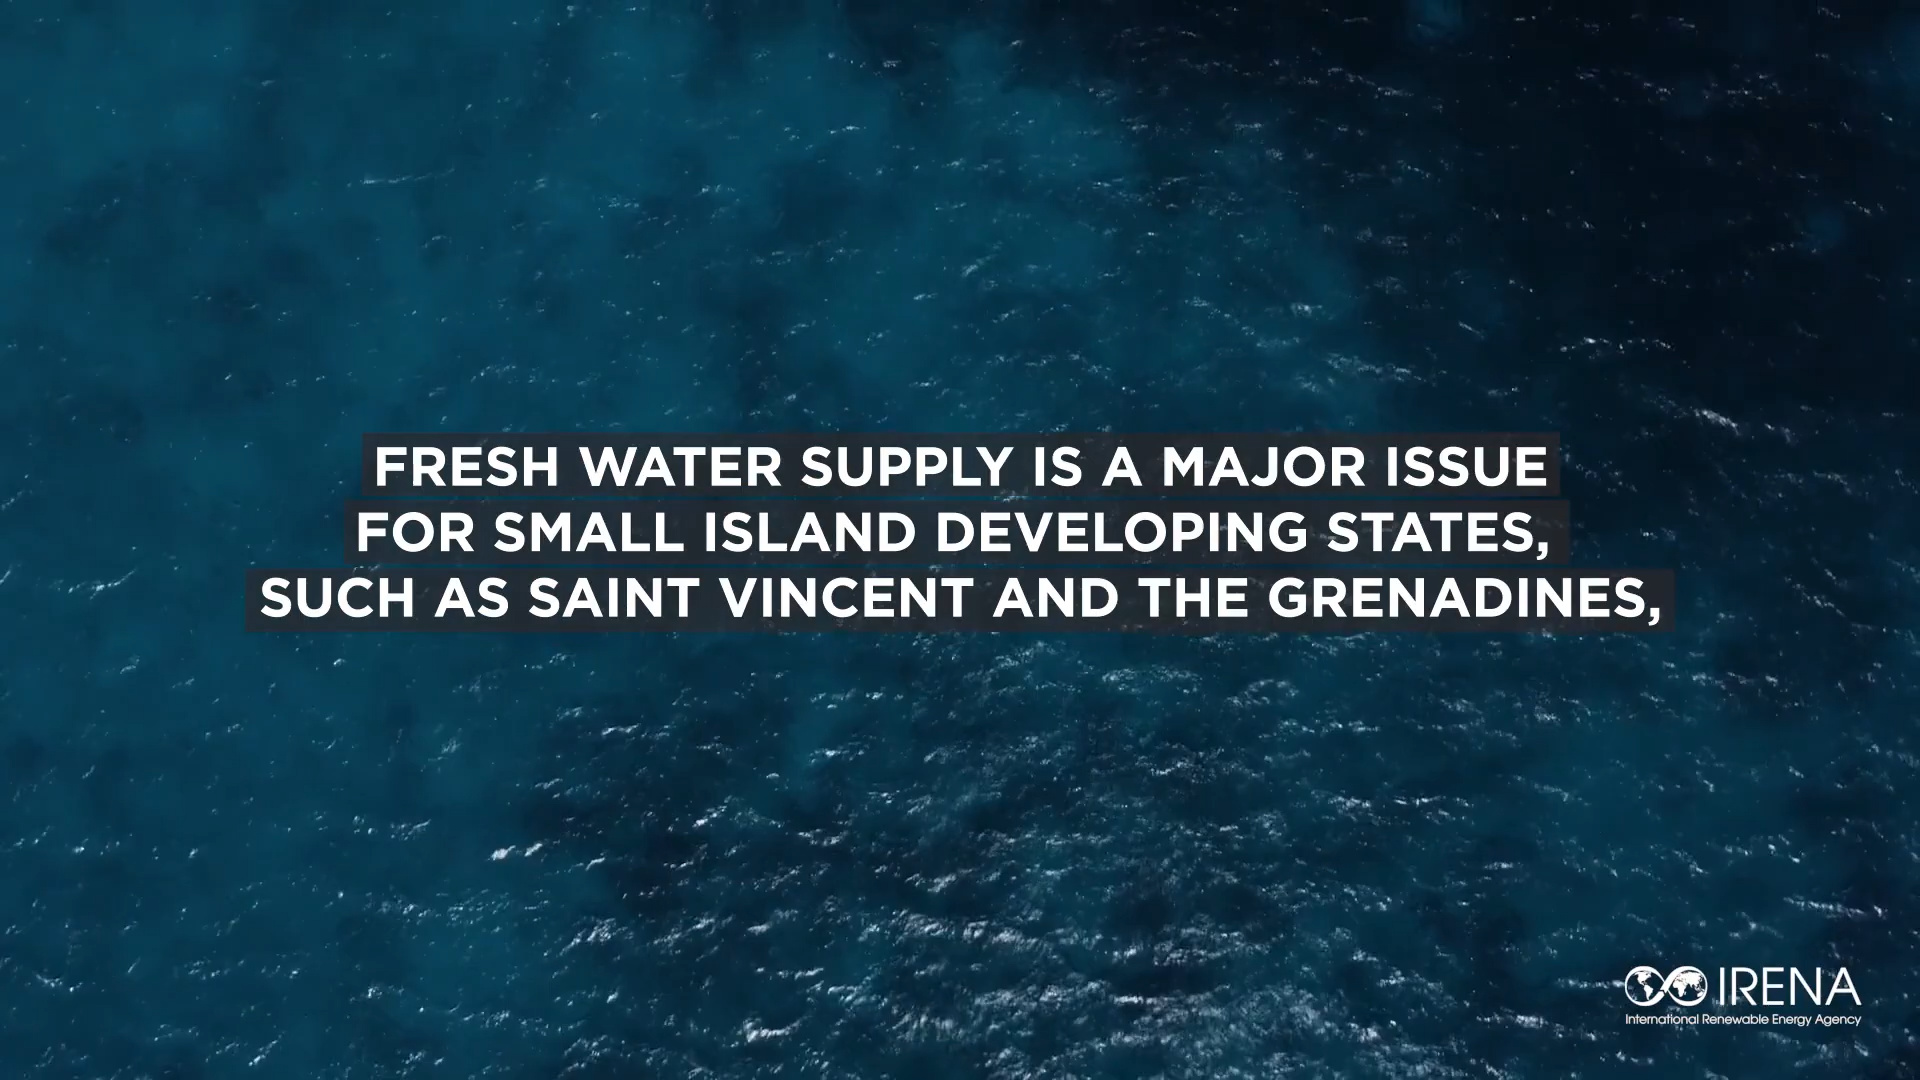 FRESH WATER SUPPLY IS A MAJOR ISSUE
FOR SMALL ISLAND DEVELOPING STATES,
SUCH AS SAINT VINCENT AND THE GRENADINES,
IRENA
International Renewable Energy Agency